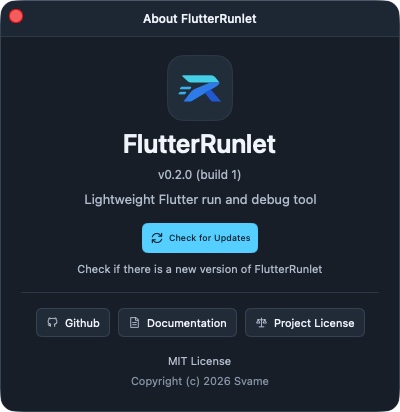 About FlutterRunlet
FlutterRunlet
v0.2.0 (build 1)
Lightweight Flutter run and debug tool
Check for Updates
Check if there is a new version of FlutterRunlet
Github
Documentation
Project License
MIT License
Copyright (c) 2026 Svame